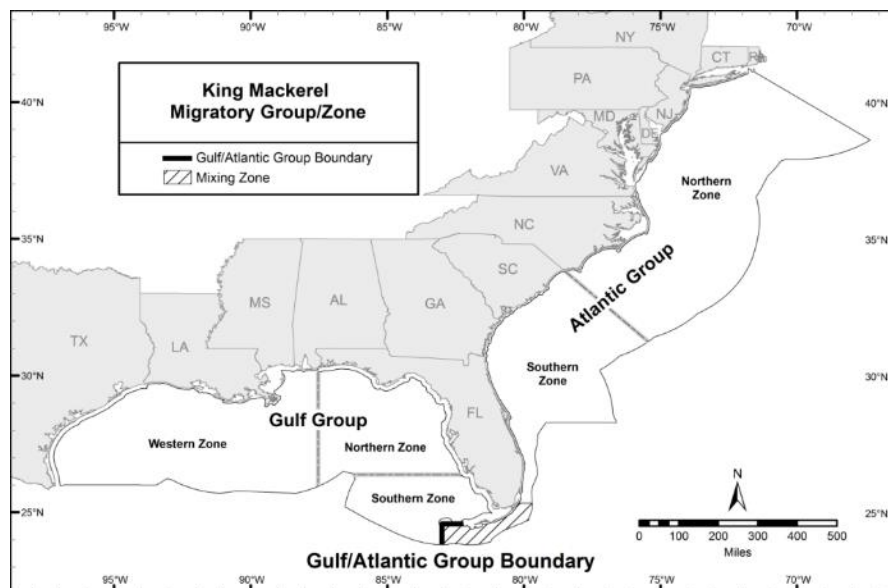 95°W
90°W
85°W
80°W
75°W
70°W
King Mackerel
Migratory Group/Zone
Gulf/Atlantic Group Boundary
Mixing Zone
NY
CT
RI
PA
40°N
40°N
MD
NJ
DE
VA
Northern
Zone
NC
35°N
35°N
SC
Atlantic Group
MS
AL
GA
TX
LA
Southern
Zone
30°N
30°N
FL
Gulf Group
Western Zone
Northern Zone
Southern Zone
N
25°N
25°N
0 50 100 200 300 400 500
Miles
Gulf/Atlantic Group Boundary
95°W
90°W
85°W
80°W
75°W
70°W